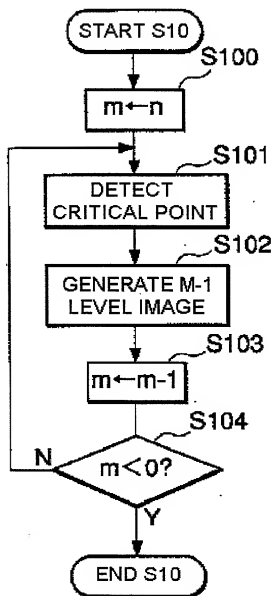 START S10
S100
m←n
S101
DETECT
CRITICAL POINT
S102
GENERATE M-1
LEVEL IMAGE
S103
m←m-1
S104
N
m<0?
Y
END S10